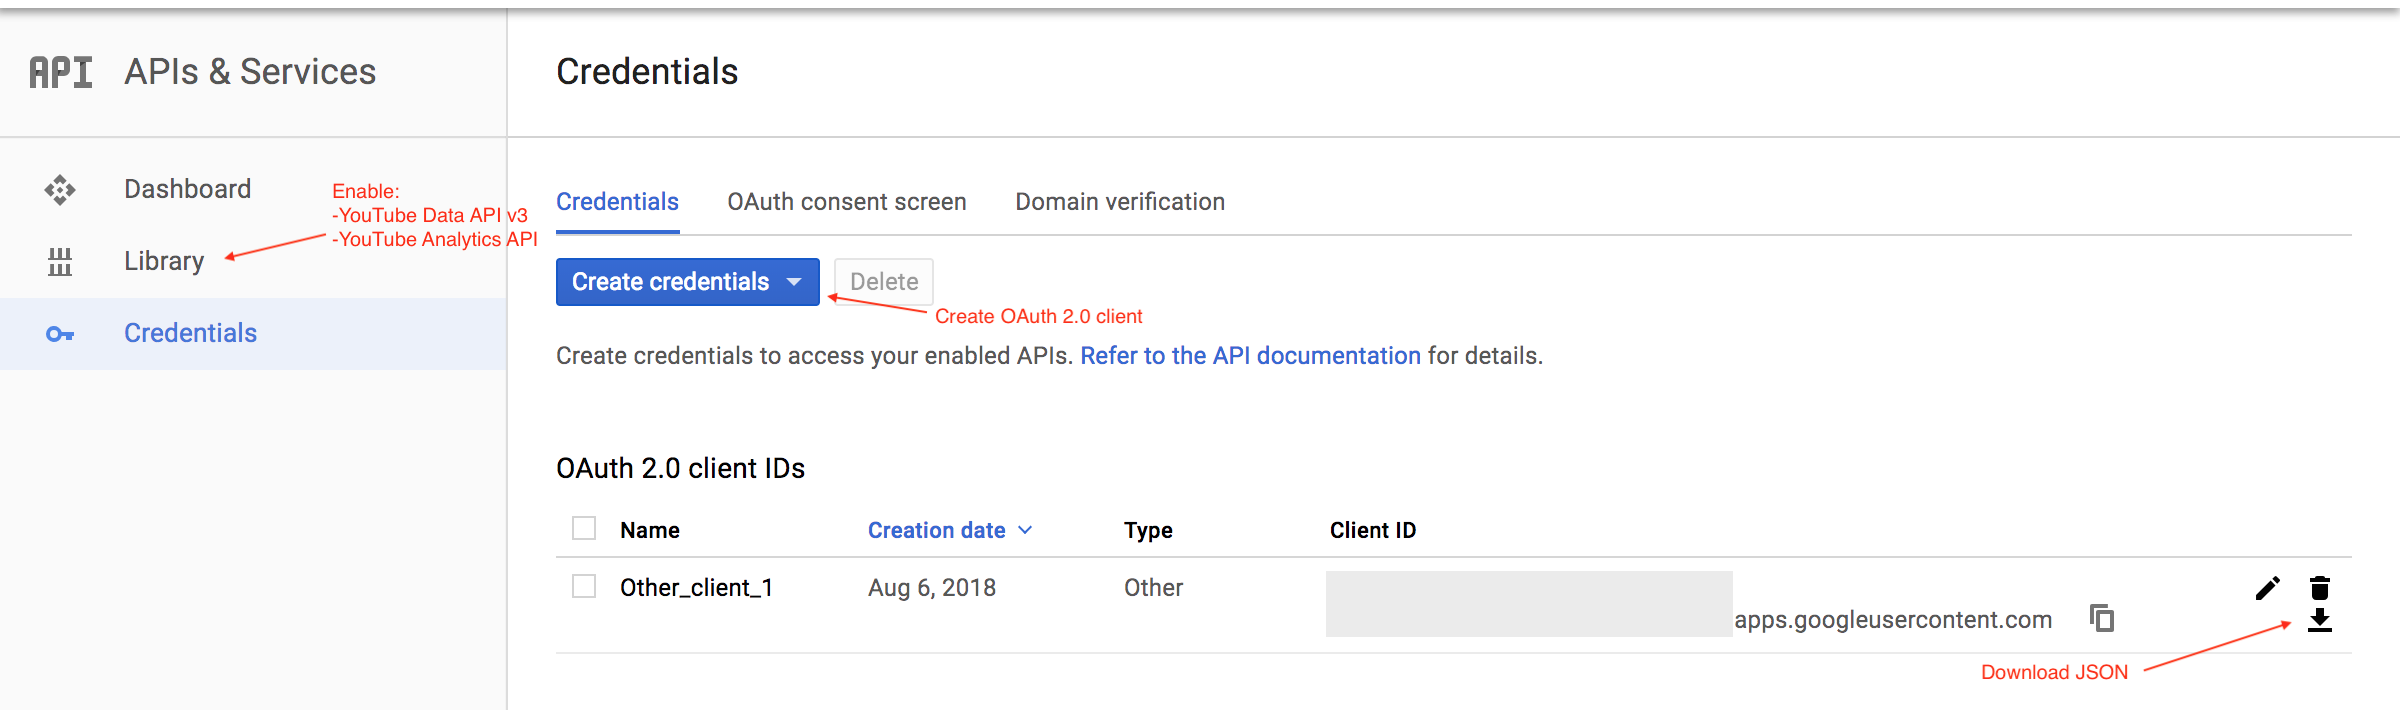 API APIs & Services
Credentials
Dashboard
Enable:
-YouTube Data API v3
-YouTube Analytics API
Library
Credentials
Credentials OAuth consent screen Domain verification
Create credentials Delete
Create OAuth 2.0 client
Create credentials to access your enabled APIs. Refer to the API documentation for details.
OAuth 2.0 client IDs
Name Creation date Type Client ID
Other_client_1 Aug 6, 2018 Other
apps.googleusercontent.com
Download JSON